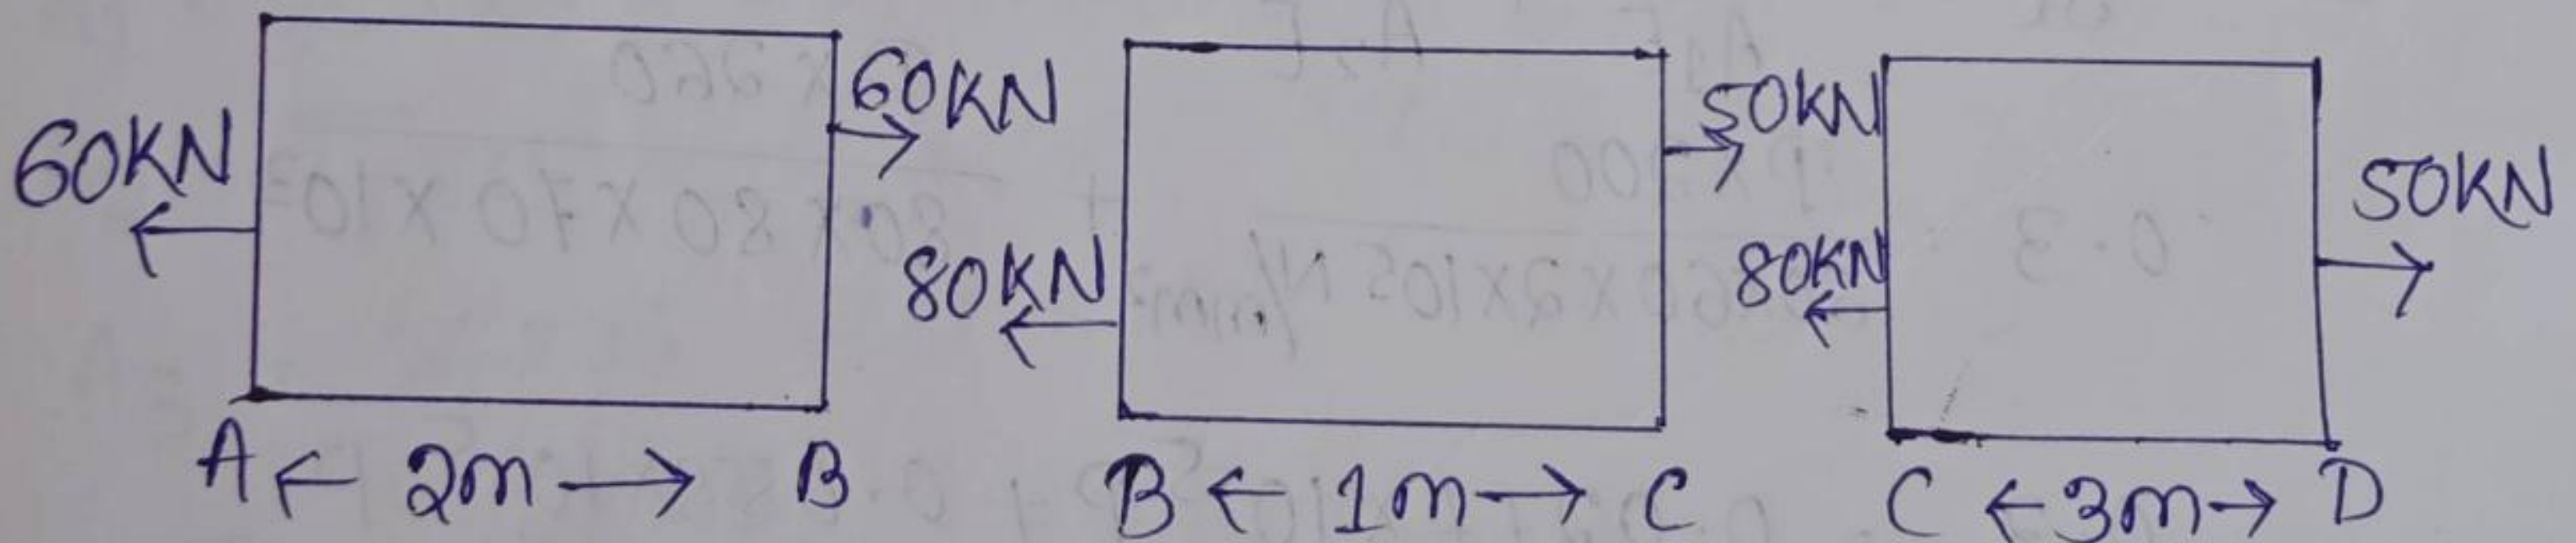 60KN
60KN
80KN
50KN
80KN
50KN
A ← 2m → B
B ← 1m → C
C ← 3m → D